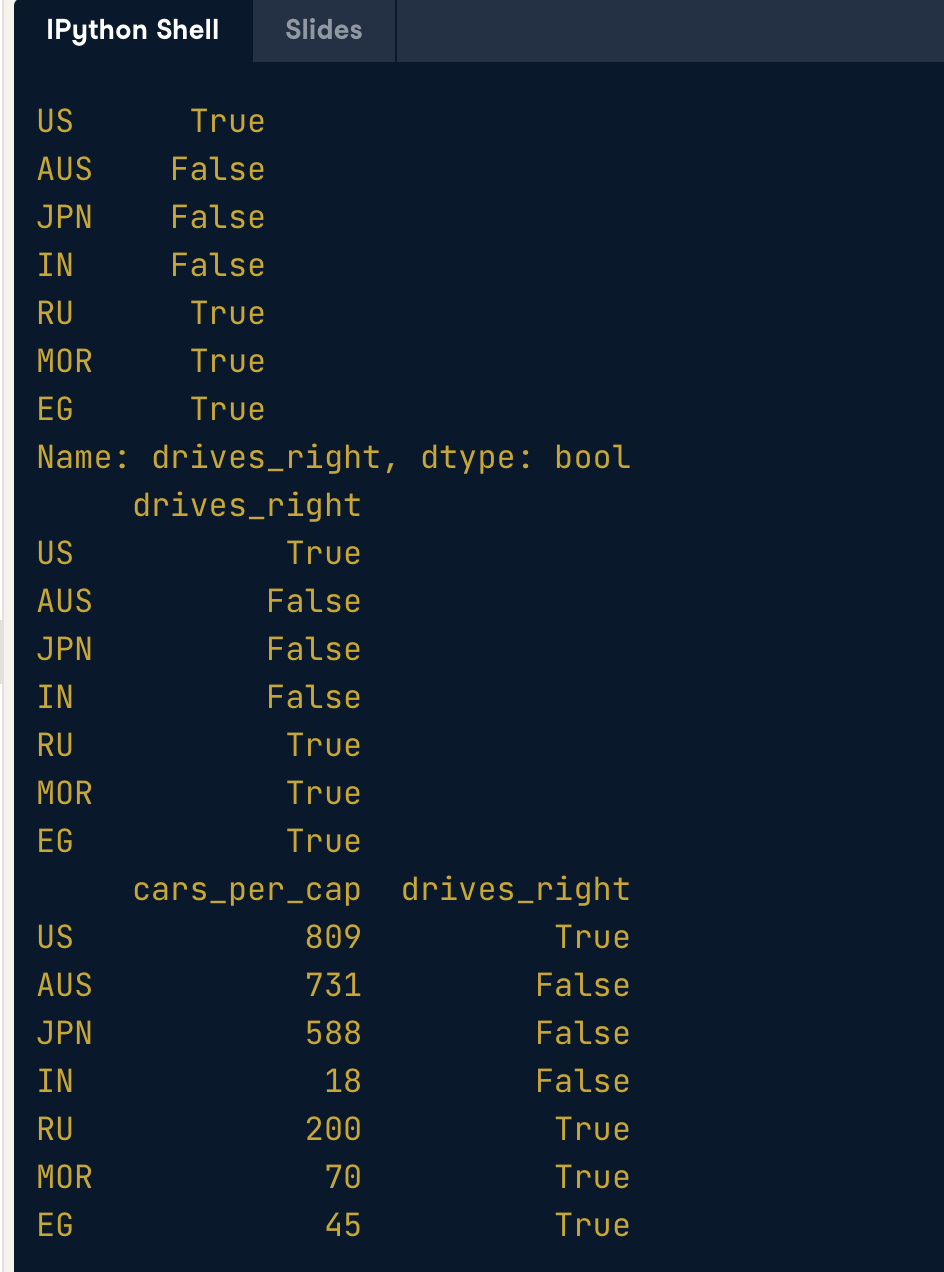 IPython Shell Slides
US      True
AUS    False
JPN    False
IN     False
RU      True
MOR     True
EG      True
Name: drives_right, dtype: bool
     drives_right
US           True
AUS         False
JPN         False
IN          False
RU           True
MOR          True
EG           True
     cars_per_cap  drives_right
US            809          True
AUS           731         False
JPN           588         False
IN             18         False
RU            200          True
MOR            70          True
EG             45          True